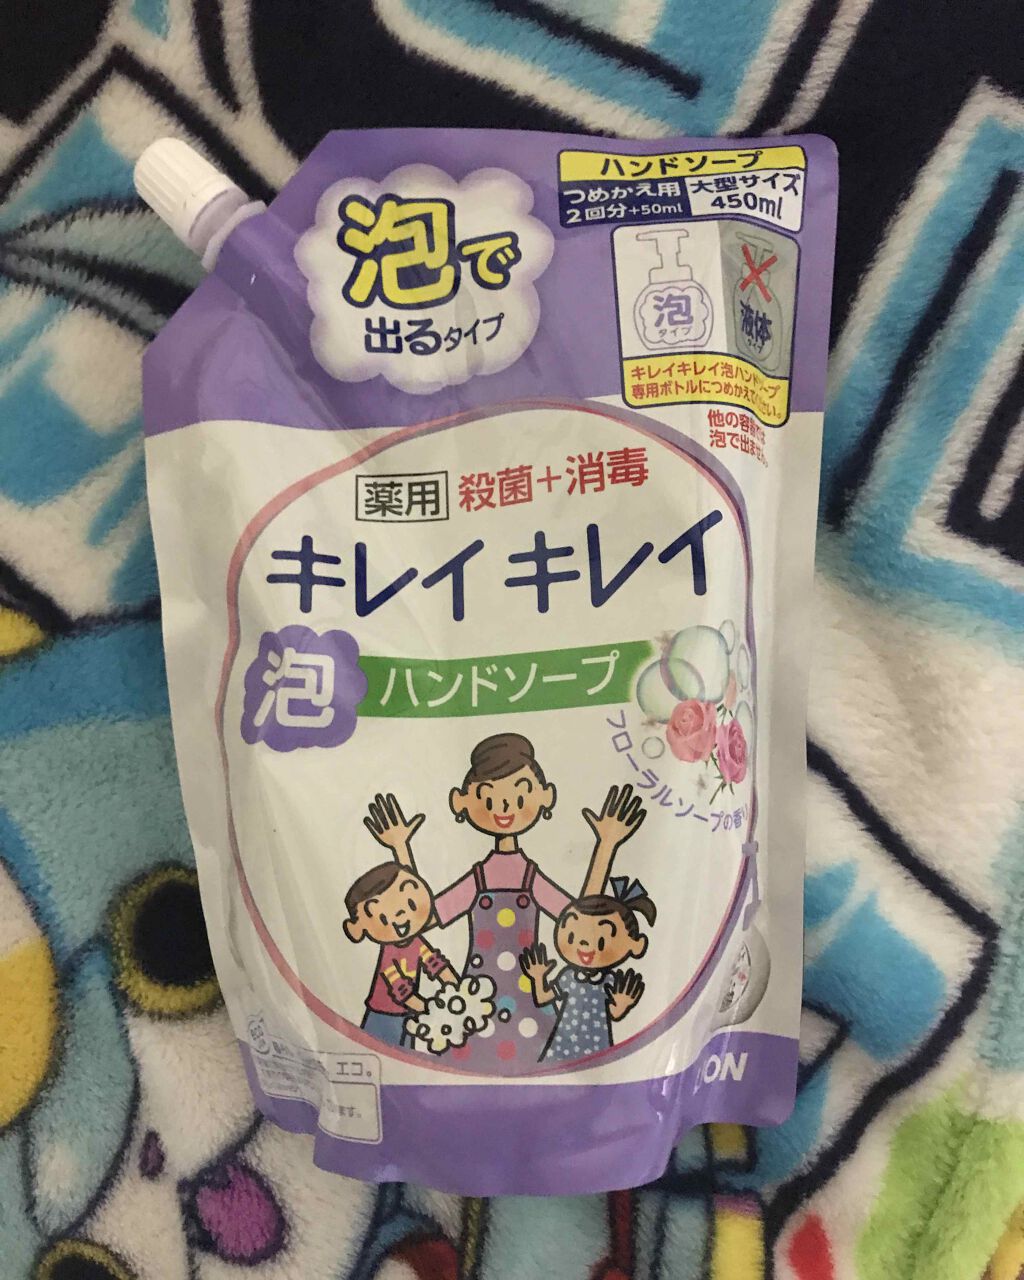 ハンドソープ
つめかえ用
2回分+50ml
大型サイズ
450ml
泡で
出るタイプ
泡
タイプ
液体
タイプ
キレイキレイ泡ハンドソープ
専用ボトルにつめかえてください。
他の容器では
泡で出ません。
薬用 殺菌+消毒
キレイキレイ
泡 ハンドソープ
フローラルソープの香り
エコ。
ます。